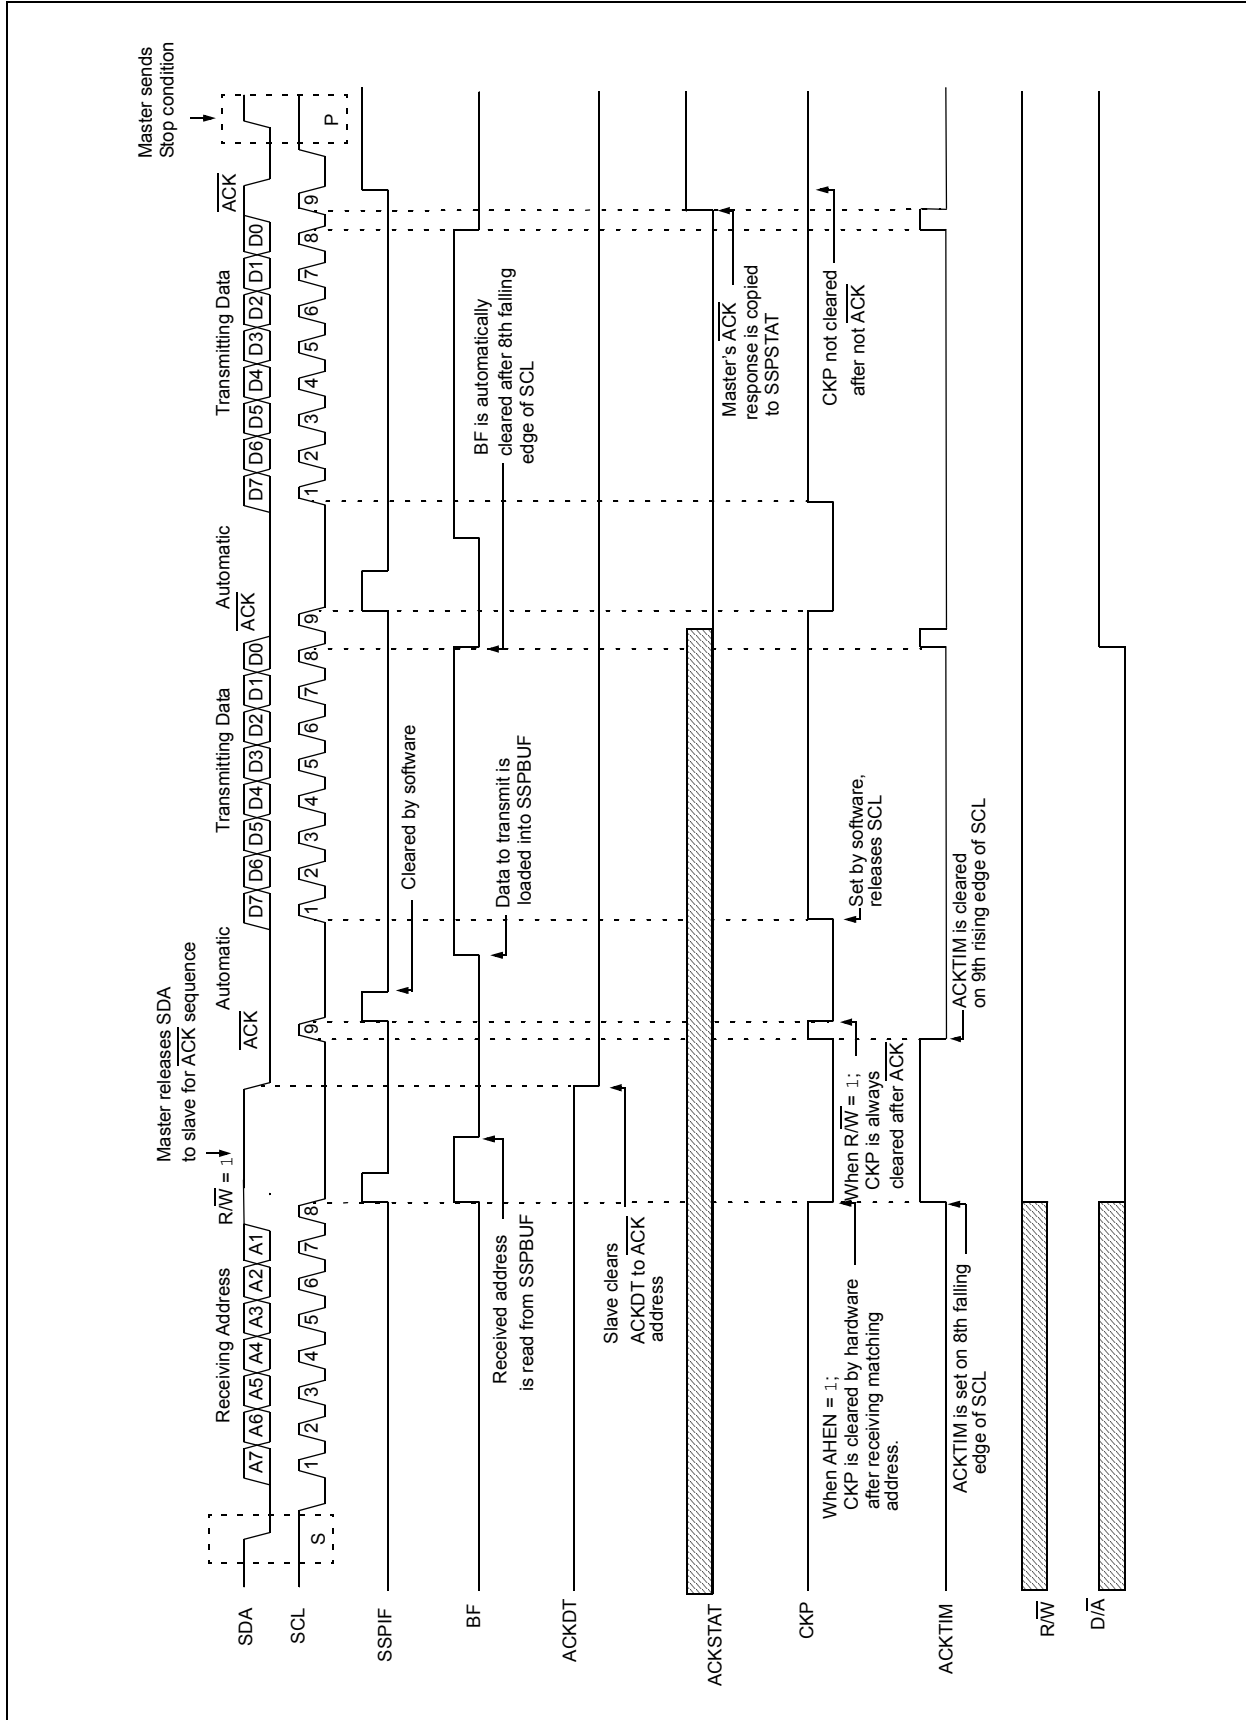 Master releases SDA
to slave for A̅C̅K̅ sequence
Master sends
Stop condition
Receiving Address
R/W̅ = 1
A̅C̅K̅
Automatic
Transmitting Data
A̅C̅K̅
Automatic
Transmitting Data
A̅C̅K̅
SDA
A7 A6 A5 A4 A3 A2 A1
D7 D6 D5 D4 D3 D2 D1 D0
D7 D6 D5 D4 D3 D2 D1 D0
SCL
S
1 2 3 4 5 6 7 8 9
1 2 3 4 5 6 7 8 9
1 2 3 4 5 6 7 8 9
P
SSPIF
Cleared by software
BF
Received address
is read from SSPBUF
Data to transmit is
loaded into SSPBUF
BF is automatically
cleared after 8th falling
edge of SCL
ACKDT
Slave clears
ACKDT to A̅C̅K̅
address
ACKSTAT
Master's A̅C̅K̅
response is copied
to SSPSTAT
CKP
When AHEN = 1;
CKP is cleared by hardware
after receiving matching
address.
When R/W̅ = 1;
CKP is always
cleared after A̅C̅K̅
Set by software,
releases SCL
CKP not cleared
after not A̅C̅K̅
ACKTIM
ACKTIM is set on 8th falling
edge of SCL
ACKTIM is cleared
on 9th rising edge of SCL
R/W̅
D/A̅